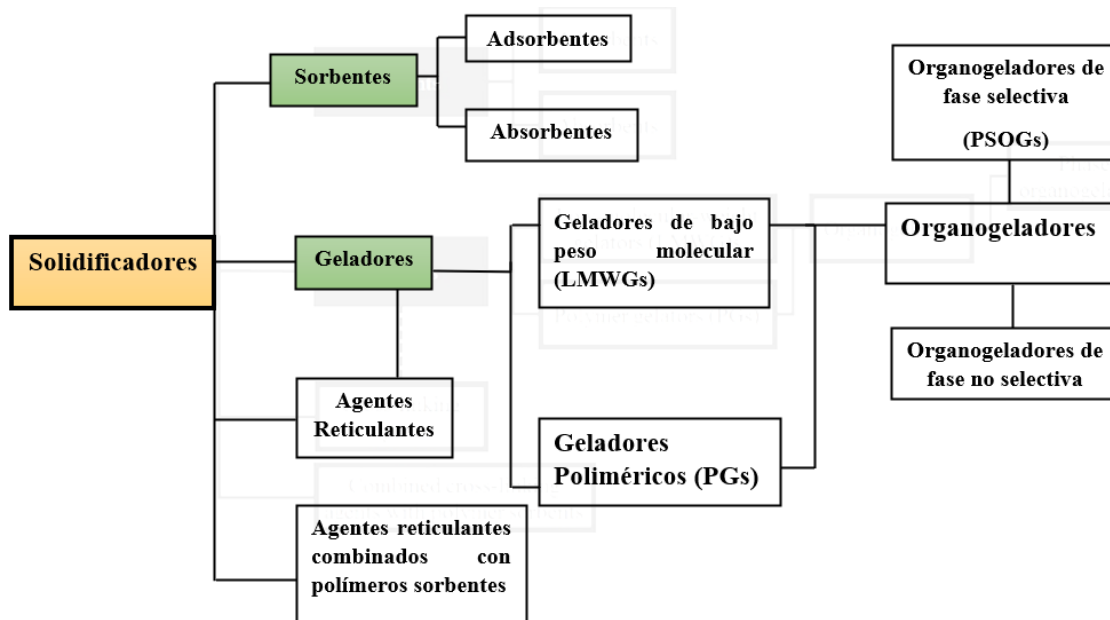 Adsorbentes
Sorbentes
Absorbentes
Organogeladores de
fase selectiva
(PSOGs)
Solidificadores
Geladores
Geladores de bajo
peso molecular
(LMWGs)
Organogeladores
Organogeladores de
fase no selectiva
Agentes
Reticulantes
Geladores
Poliméricos (PGs)
Agentes reticulantes
combinados con
polímeros sorbentes